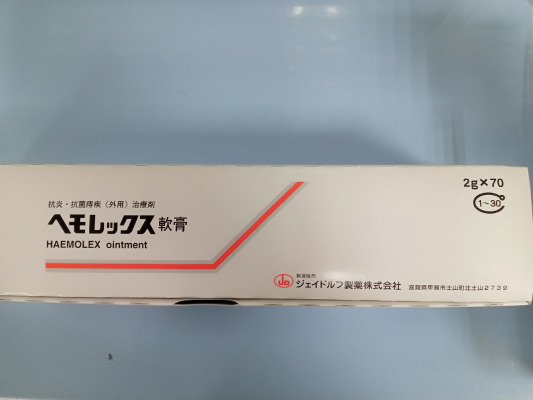 抗炎・抗菌痔疾〈外用〉治療剤
ヘモレックス軟膏
HAEMOLEX ointment
2g×70
1~30°
製造販売
ジェイドルフ製薬株式会社 滋賀県甲賀市土山町北土山2739